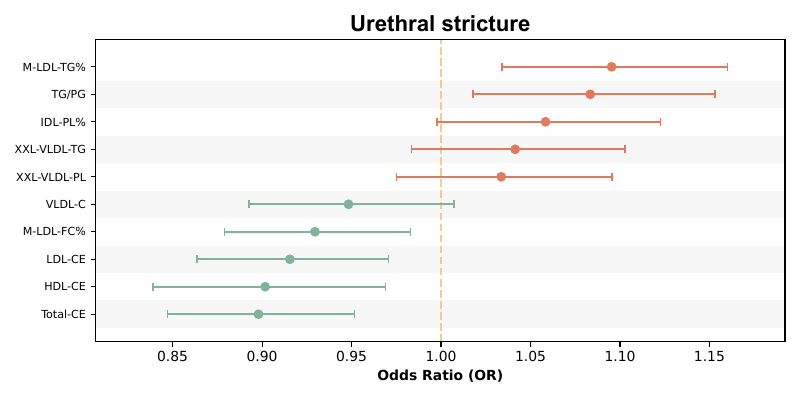 Urethral stricture
M-LDL-TG%
TG/PG
IDL-PL%
XXL-VLDL-TG
XXL-VLDL-PL
VLDL-C
M-LDL-FC%
LDL-CE
HDL-CE
Total-CE
0.85 0.90 0.95 1.00 1.05 1.10 1.15
Odds Ratio (OR)